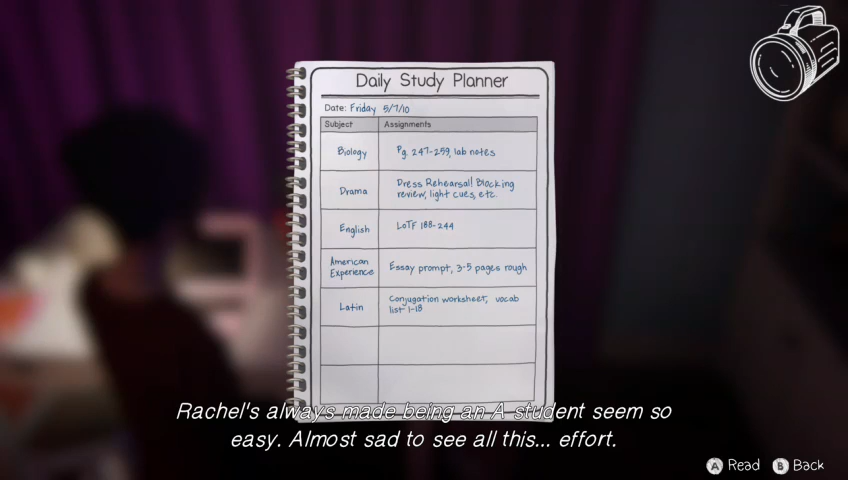 Daily Study Planner
Date: Friday 5/7/10
Subject Assignments
Biology Pg. 247-259, lab notes
Drama Dress Rehearsal! Blocking
review, light cues, etc.
English LoTF 188-244
American
Experience Essay prompt, 3-5 pages rough
Latin Conjugation worksheet, vocab
list 1-18
Rachel's always made being an A student seem so
easy. Almost sad to see all this... effort.
A Read B Back